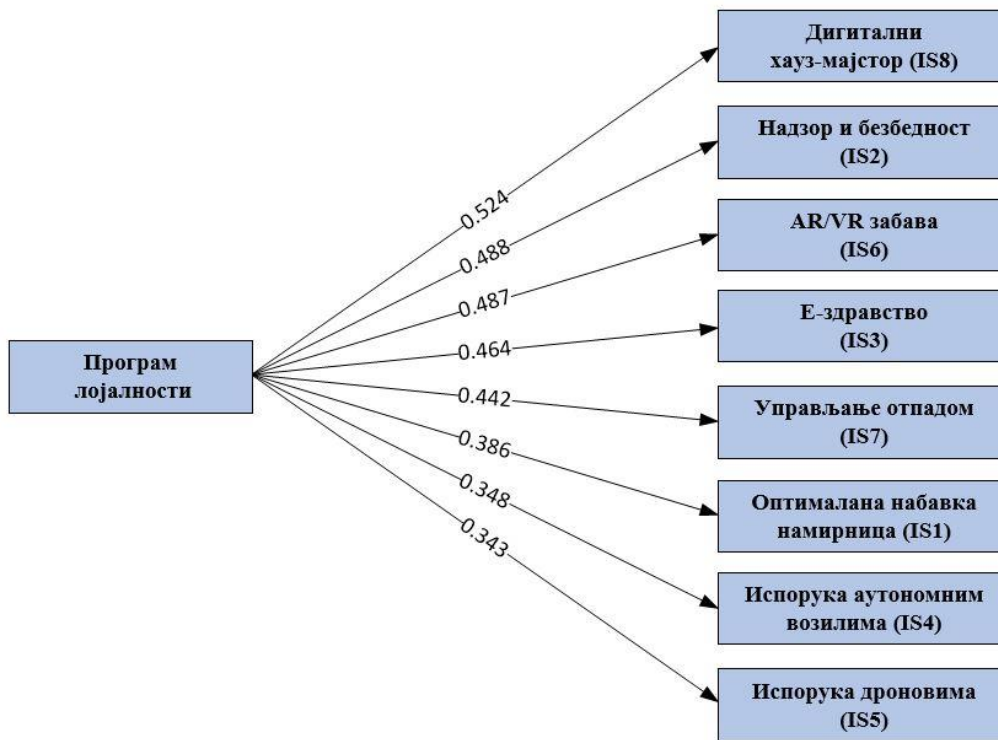 Дигитални
хауз-мајстор (IS8)
Надзор и безбедност
(IS2)
AR/VR забава
(IS6)
Е-здравство
(IS3)
Управљање отпадом
(IS7)
Оптималана набавка
намирница (IS1)
Испорука аутономним
возилима (IS4)
Испорука дроновима
(IS5)
Програм
лојалности
0.524
0.488
0.487
0.464
0.442
0.386
0.348
0.343